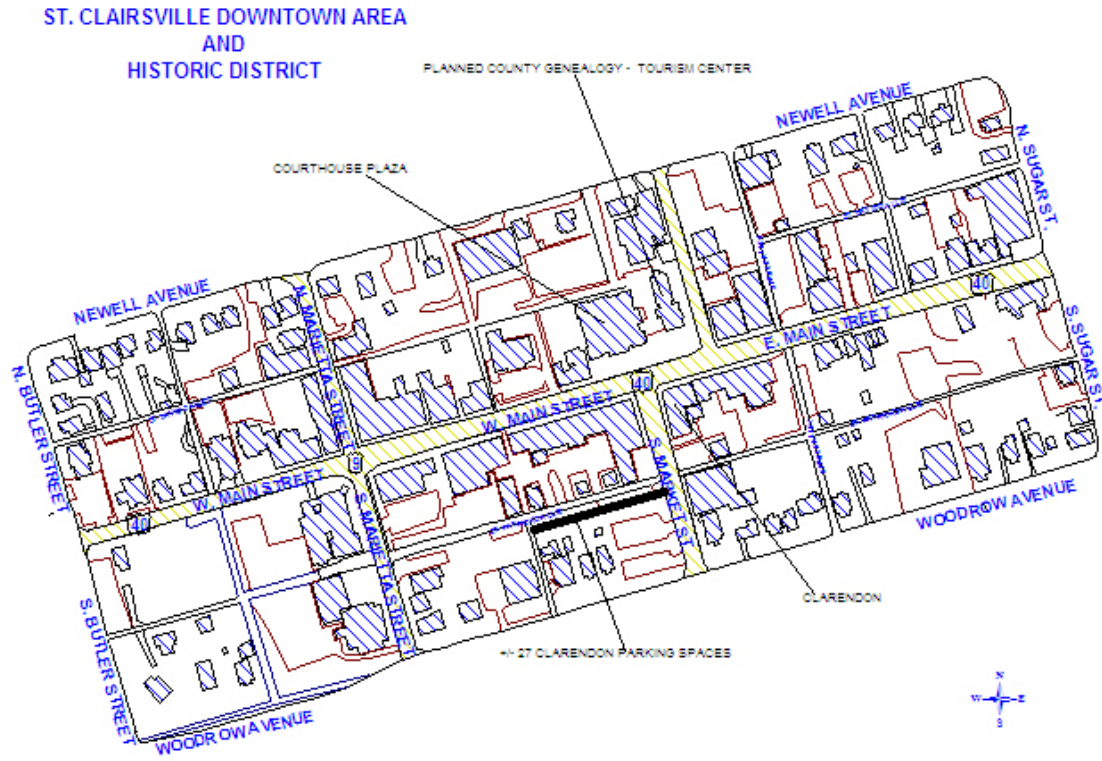 ST. CLAIRSVILLE DOWNTOWN AREA
AND
HISTORIC DISTRICT
PLANNED COUNTY GENEALOGY - TOURISM CENTER
NEWELL AVENUE
COURTHOUSE PLAZA
N. SUGAR ST.
NEWELL AVENUE
N. MARIETTA STREET
40
E. MAIN STREET
S. SUGAR ST.
N. BUTLER STREET
40
W. MAIN STREET
S. MARKET ST.
9
W. MAIN STREET
40
S. MARIETTA STREET
WOODROW AVENUE
CLARENDON
S. BUTLER STREET
+/- 27 CLARENDON PARKING SPACES
WOODROW AVENUE
N
W E
S